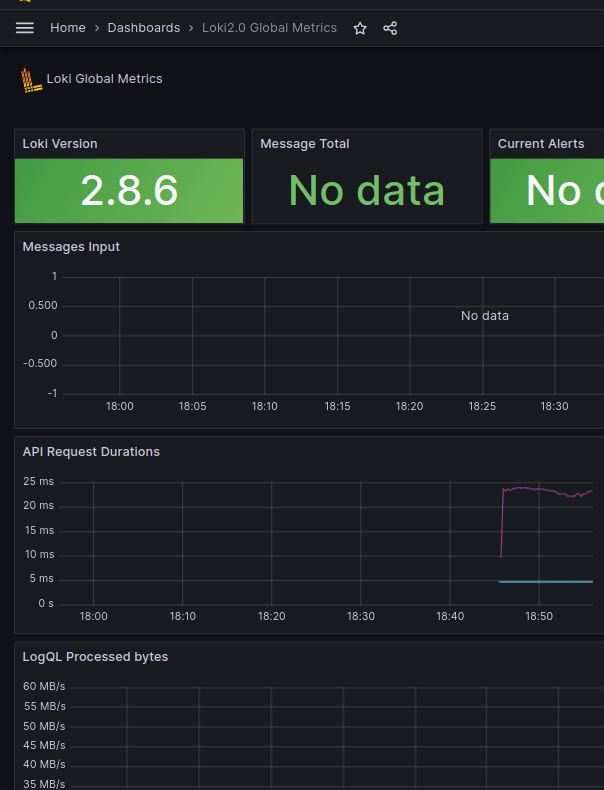 Home › Dashboards › Loki2.0 Global Metrics
Loki Global Metrics
Loki Version
Message Total
Current Alerts
2.8.6
No data
No
Messages Input
1
0.500
0
-0.500
-1
No data
18:00 18:05 18:10 18:15 18:20 18:25 18:30
API Request Durations
25 ms
20 ms
15 ms
10 ms
5 ms
0 s
18:00 18:10 18:20 18:30 18:40 18:50
LogQL Processed bytes
60 MB/s
55 MB/s
50 MB/s
45 MB/s
40 MB/s
35 MB/s